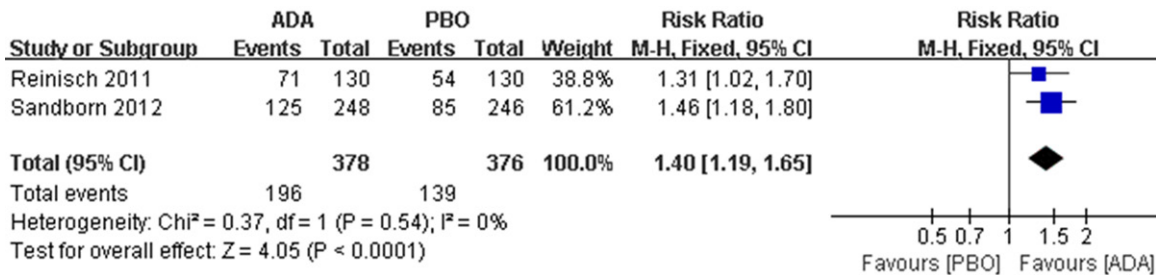 ADA PBO Risk Ratio Risk Ratio
Study or Subgroup Events Total Events Total Weight M-H, Fixed, 95% CI M-H, Fixed, 95% CI
Reinisch 2011 71 130 54 130 38.8% 1.31 [1.02, 1.70]
Sandborn 2012 125 248 85 246 61.2% 1.46 [1.18, 1.80]
Total (95% CI) 378 376 100.0% 1.40 [1.19, 1.65]
Total events 196 139
Heterogeneity: Chi² = 0.37, df = 1 (P = 0.54); I² = 0%
Test for overall effect: Z = 4.05 (P < 0.0001)
0.5 0.7 1 1.5 2
Favours [PBO] Favours [ADA]